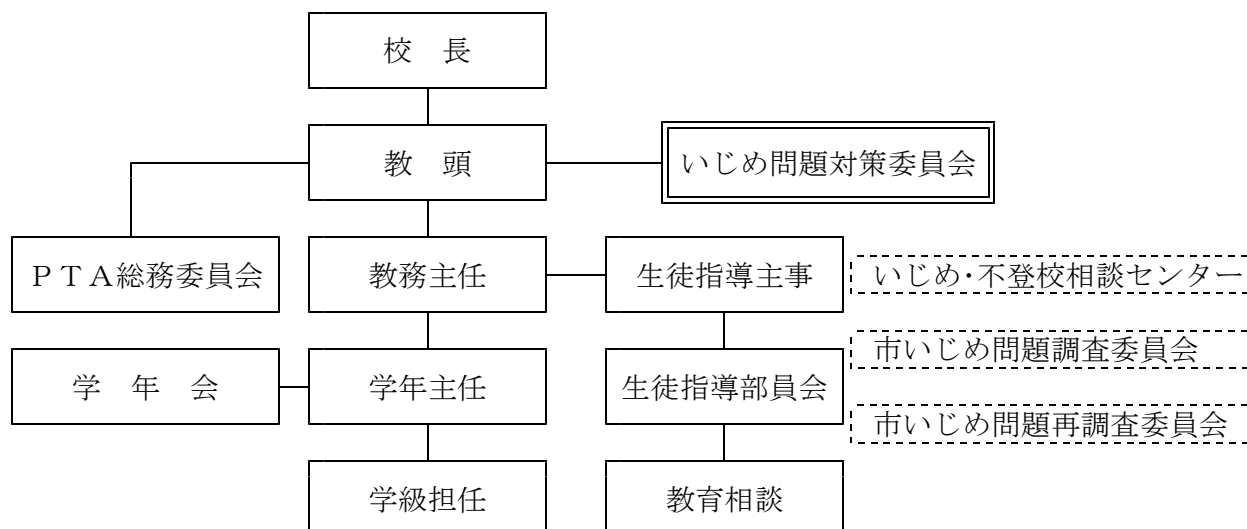 校　長
教　頭
いじめ問題対策委員会
ＰＴＡ総務委員会
教務主任
生徒指導主事
いじめ･不登校相談センター
市いじめ問題調査委員会
学　年　会
学年主任
生徒指導部員会
市いじめ問題再調査委員会
学級担任
教育相談